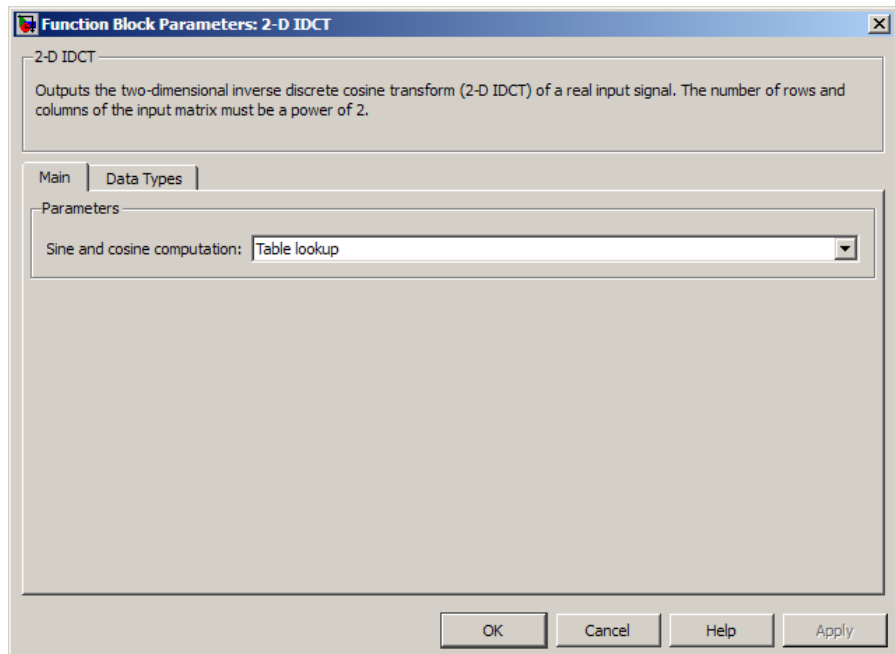 Function Block Parameters: 2-D IDCT
2-D IDCT
Outputs the two-dimensional inverse discrete cosine transform (2-D IDCT) of a real input signal. The number of rows and
columns of the input matrix must be a power of 2.
Main Data Types
Parameters
Sine and cosine computation: Table lookup
OK Cancel Help Apply